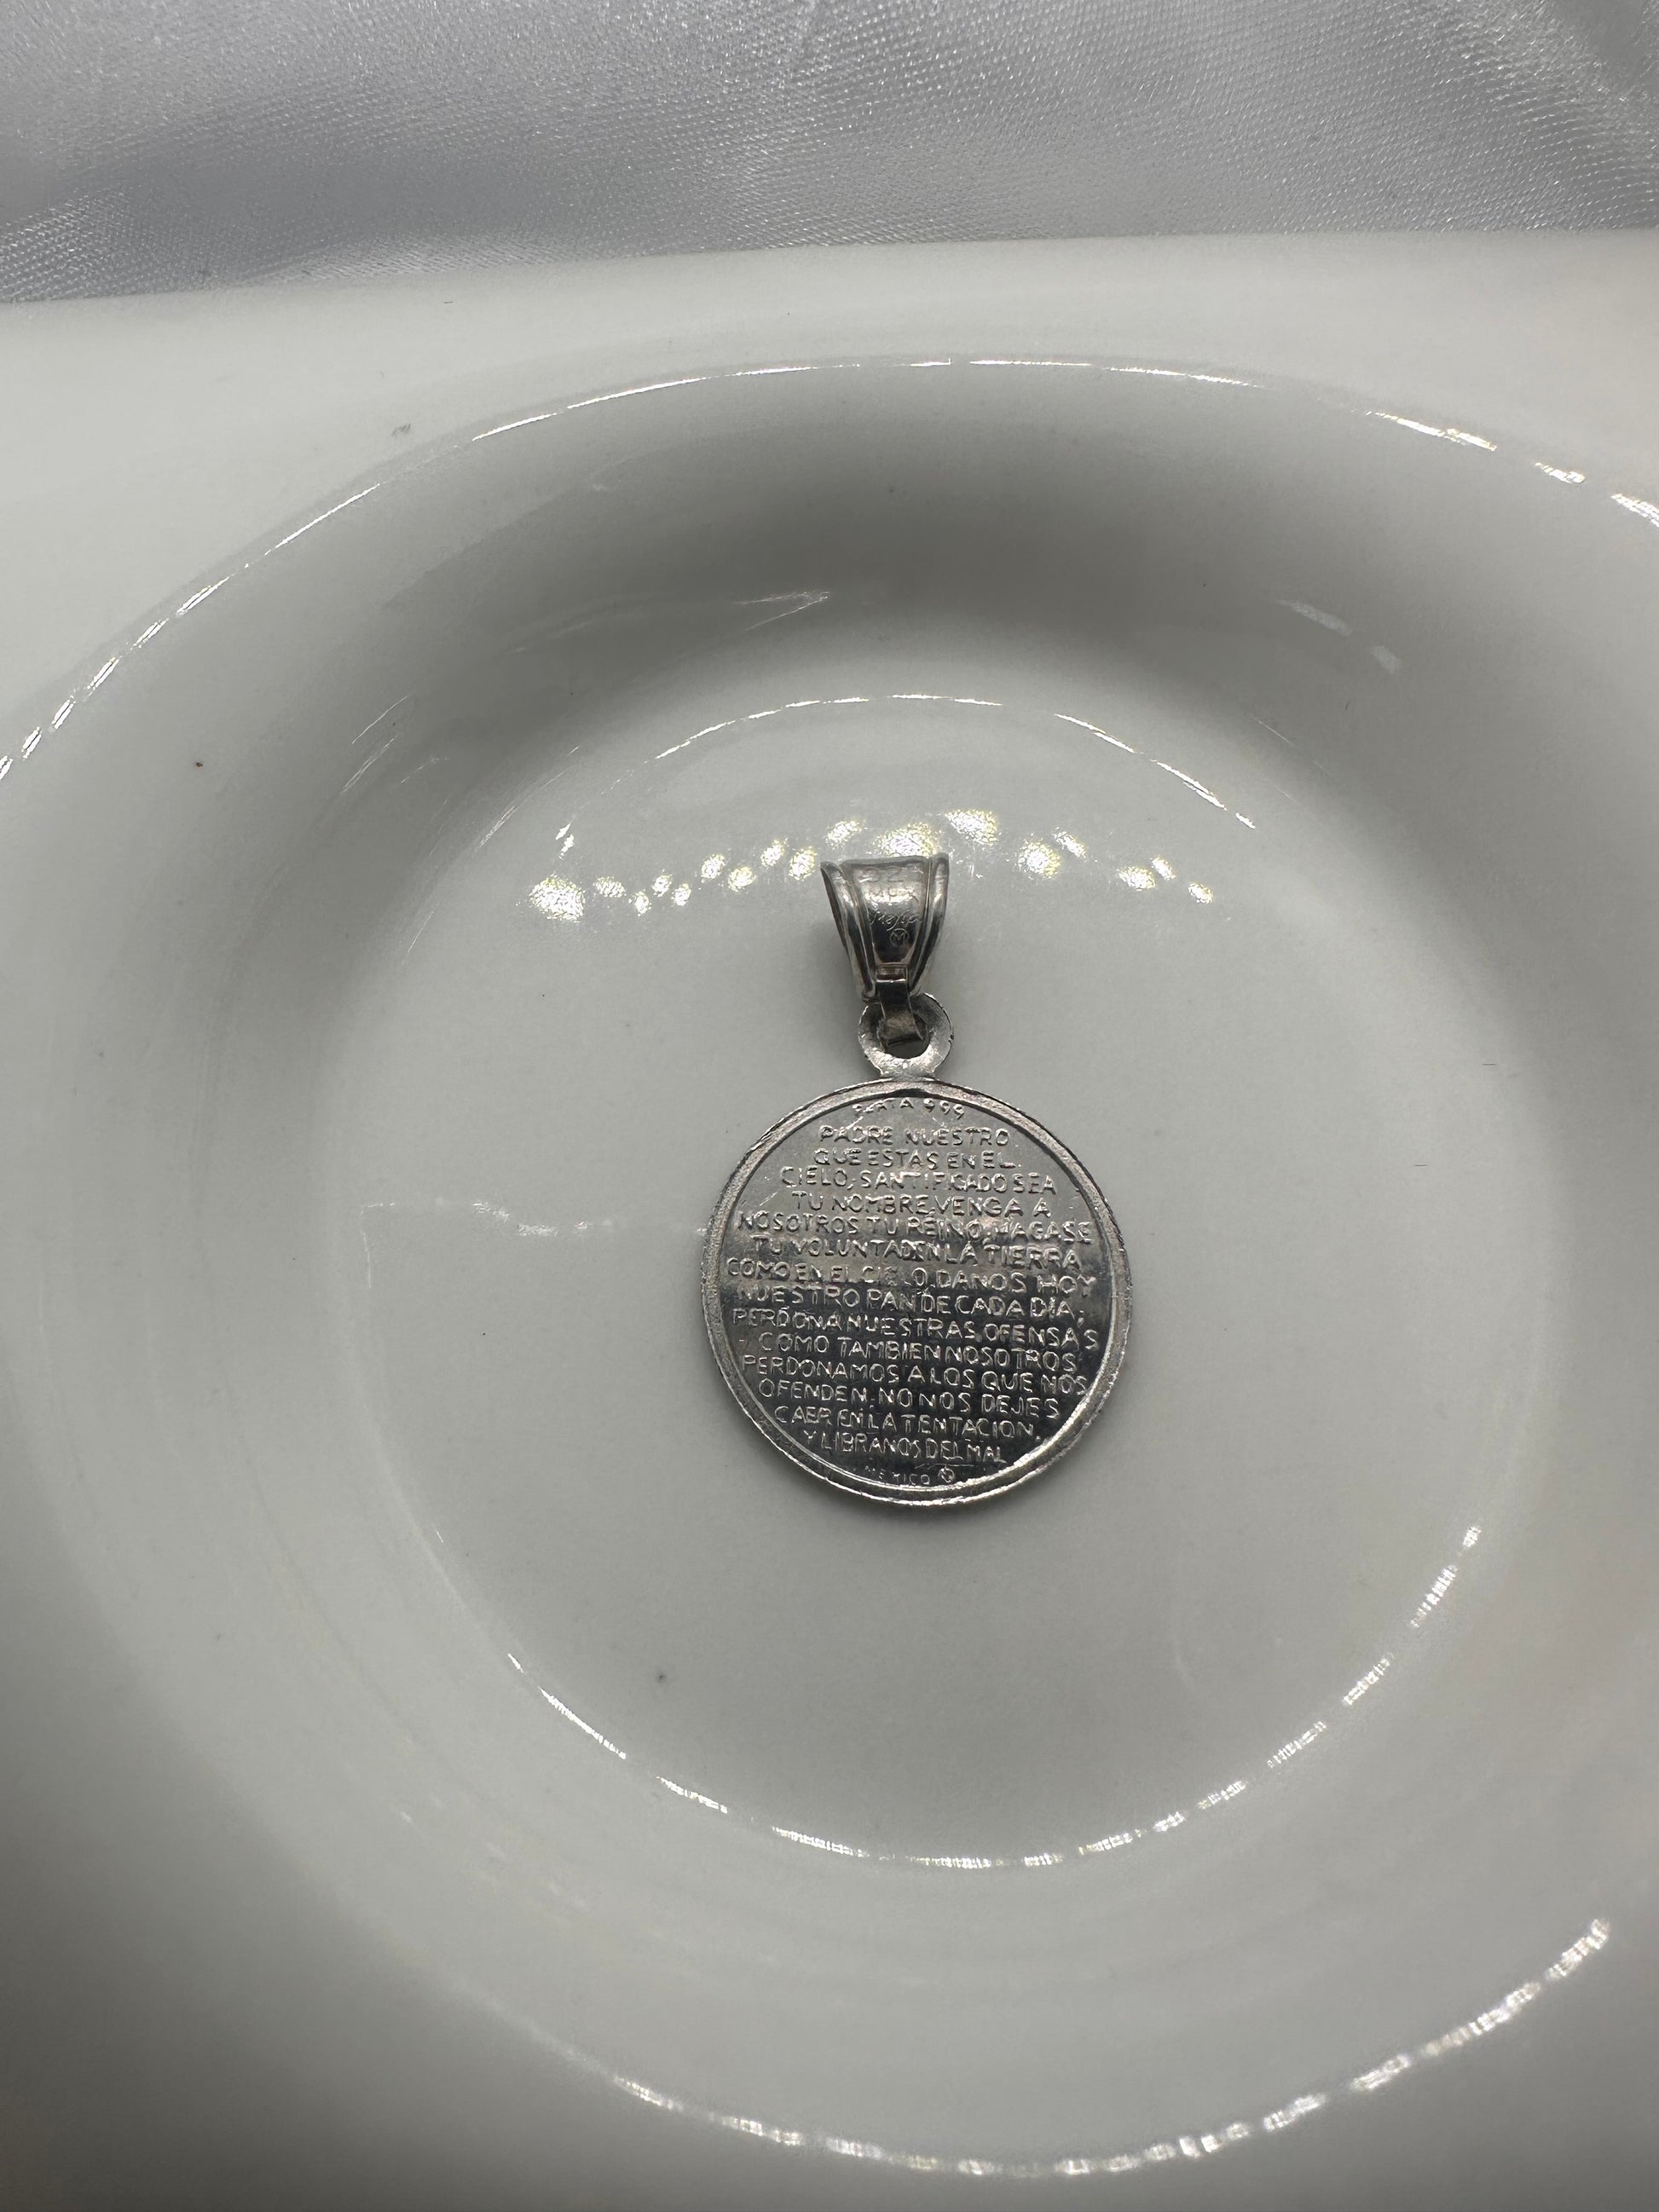 925
PLATA 999
PADRE NUESTRO
QUE ESTAS EN EL
CIELO, SANTIFICADO SEA
TU NOMBRE, VENGA A
NOSOTROS TU REINO, HAGASE
TU VOLUNTAD EN LA TIERRA
COMO EN EL CIELO, DANOS HOY
NUESTRO PAN DE CADA DIA,
PERDONA NUESTRAS OFENSAS
COMO TAMBIEN NOSOTROS
PERDONAMOS A LOS QUE NOS
OFENDEN, NO NOS DEJES
CAER EN LA TENTACION,
Y LIBRANOS DEL MAL
MEXICO